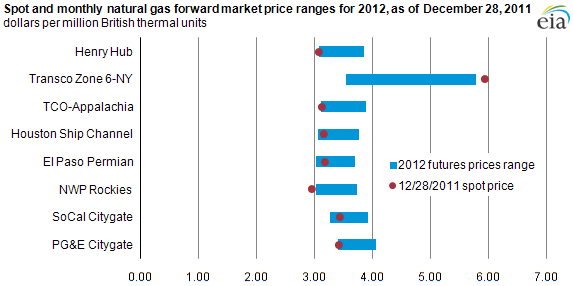 Spot and monthly natural gas forward market price ranges for 2012, as of December 28, 2011
dollars per million British thermal units
eia
Henry Hub
Transco Zone 6-NY
TCO-Appalachia
Houston Ship Channel
El Paso Permian
NWP Rockies
SoCal Citygate
PG&E Citygate
2012 futures prices range
12/28/2011 spot price
0.00 1.00 2.00 3.00 4.00 5.00 6.00 7.00